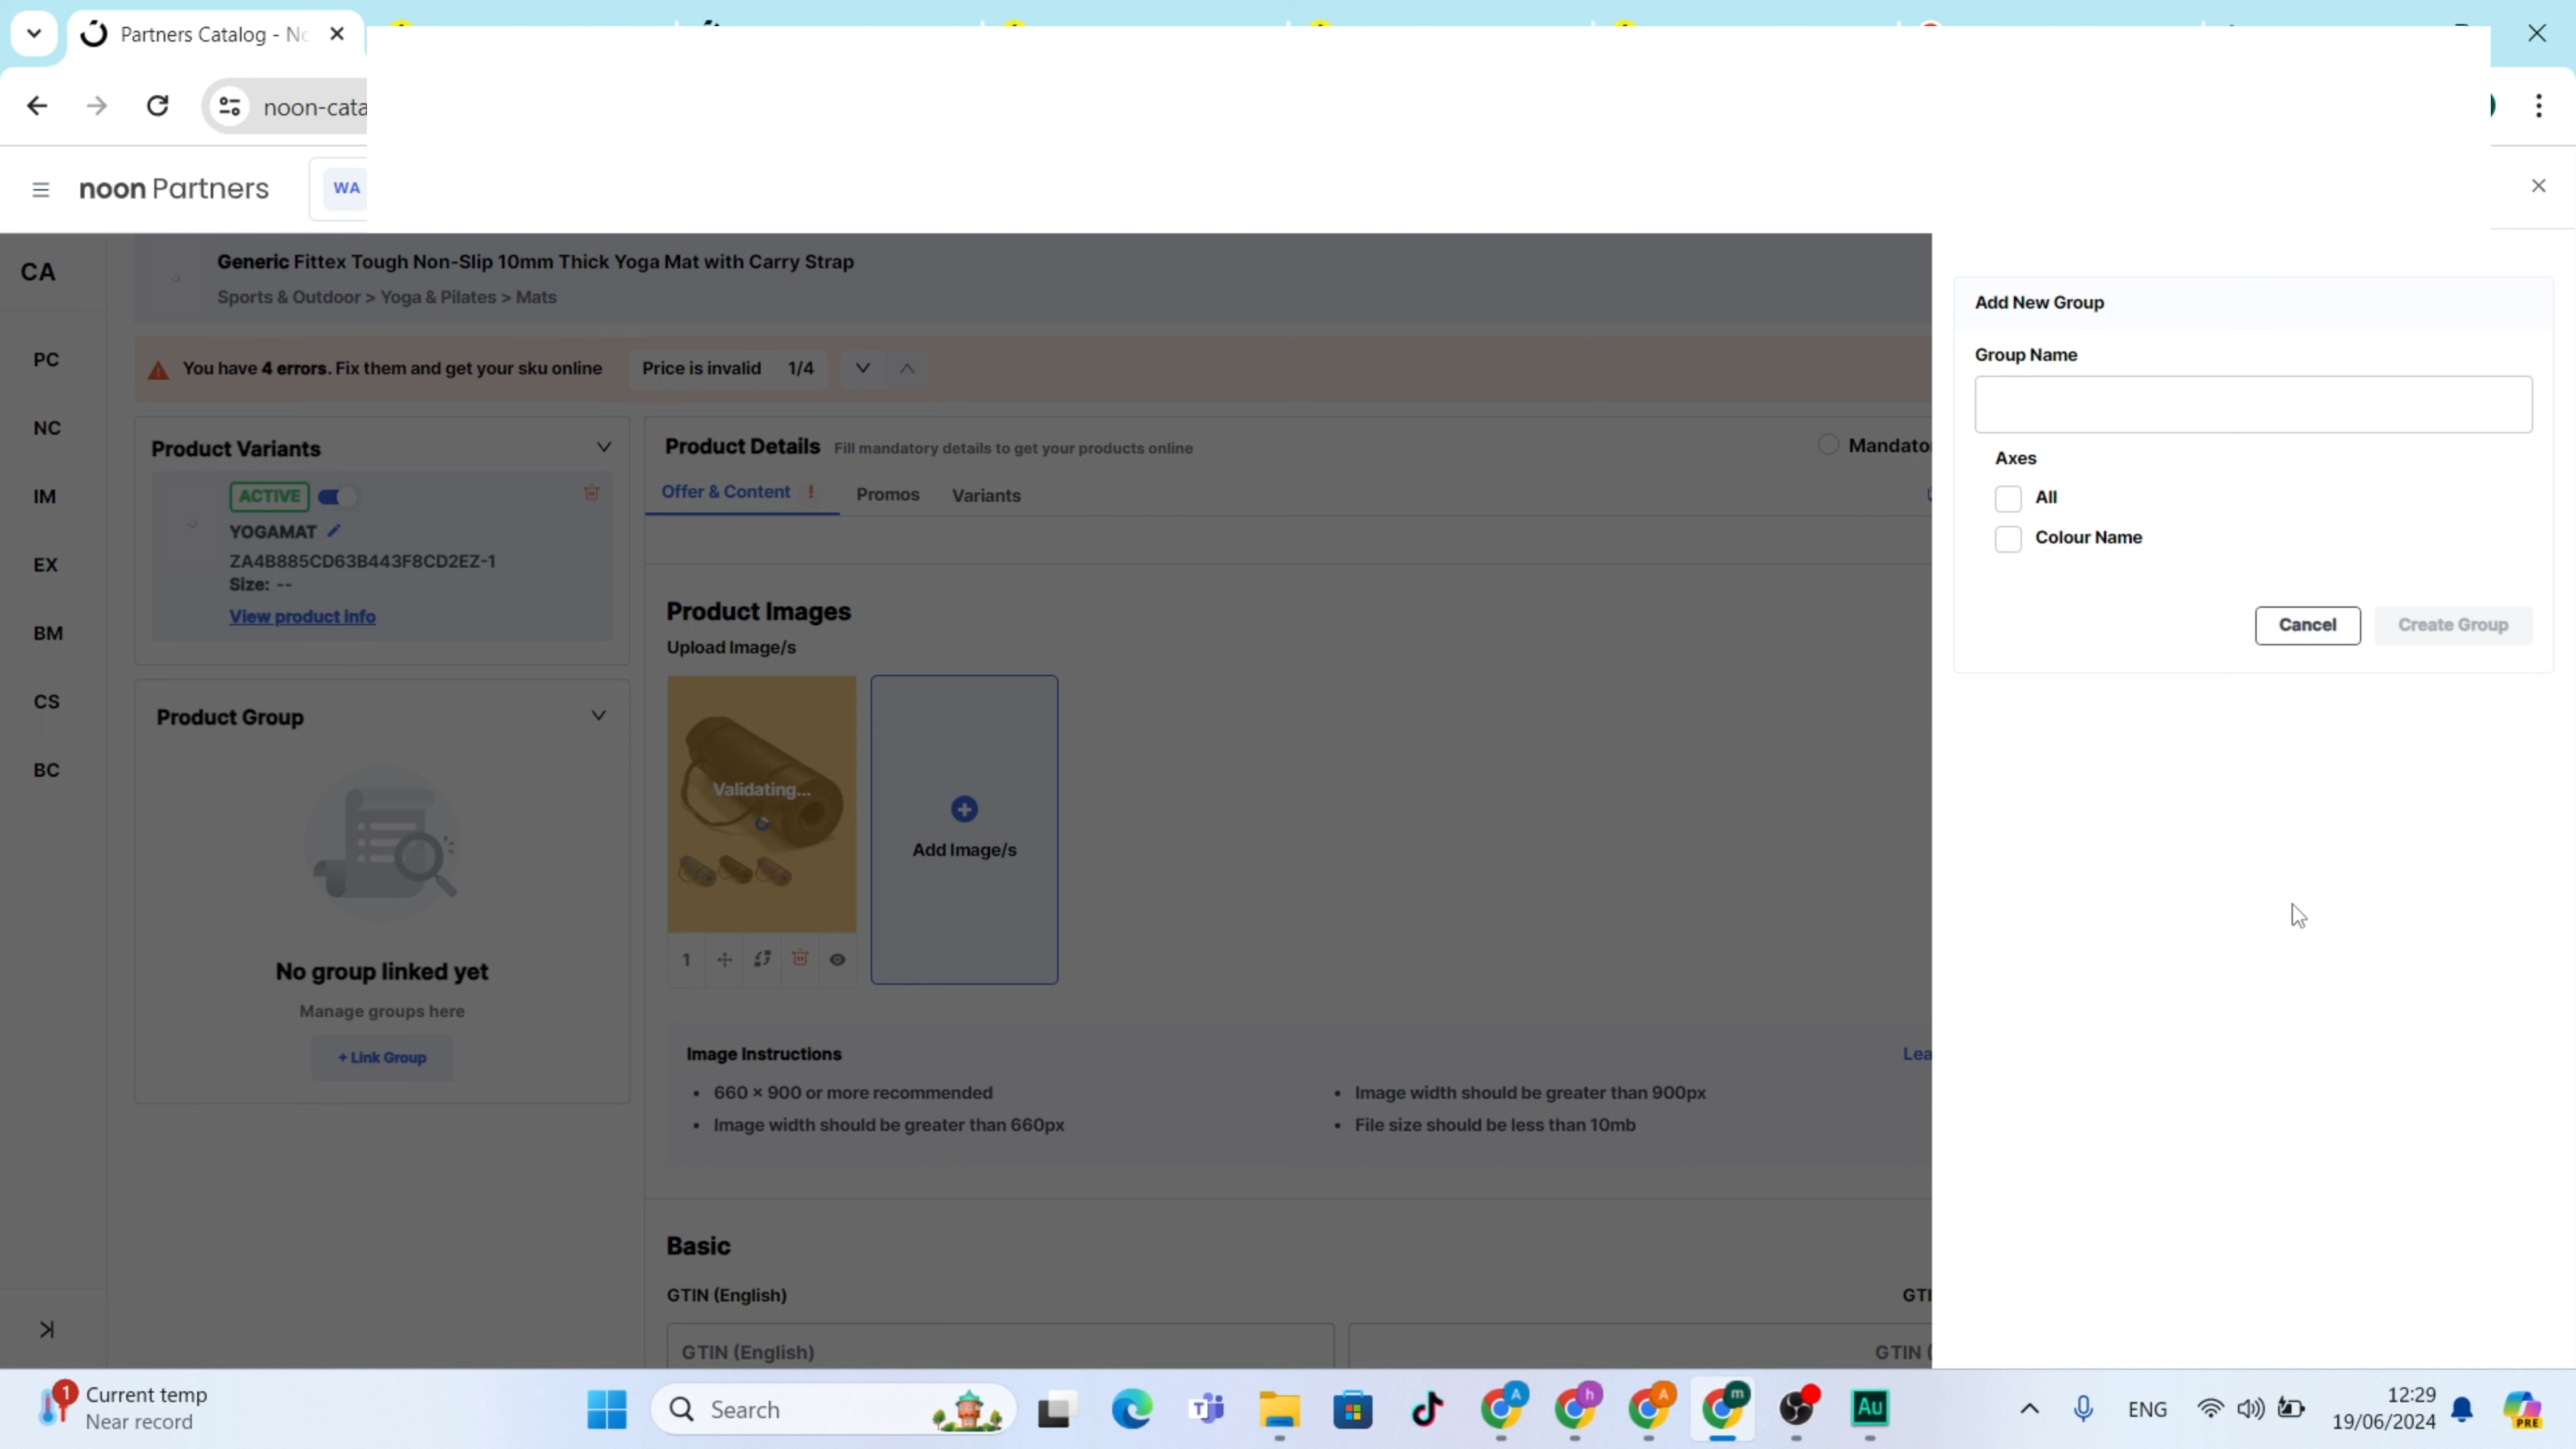 Partners Catalog - No
noon-cata
noon Partners
WA
CA
PC
NC
IM
EX
BM
CS
BC
Generic Fittex Tough Non-Slip 10mm Thick Yoga Mat with Carry Strap
Sports & Outdoor > Yoga & Pilates > Mats
You have 4 errors. Fix them and get your sku online
Price is invalid 1/4
Product Variants
ACTIVE
YOGAMAT
ZA4B885CD63B443F8CD2EZ-1
Size: --
View product info
Product Group
No group linked yet
Manage groups here
+ Link Group
Product Details Fill mandatory details to get your products online
Mandato
Offer & Content ! Promos Variants
Product Images
Upload Image/s
Validating...
1
Add Image/s
Image Instructions
Lea
• 660 × 900 or more recommended
• Image width should be greater than 660px
• Image width should be greater than 900px
• File size should be less than 10mb
Basic
GTIN (English)
GTI
GTIN (English)
GTIN (
Add New Group
Group Name
Axes
All
Colour Name
Cancel Create Group
1
Current temp
Near record
Search
T
A
h
A
m
Au
ENG
12:29
19/06/2024
PRE